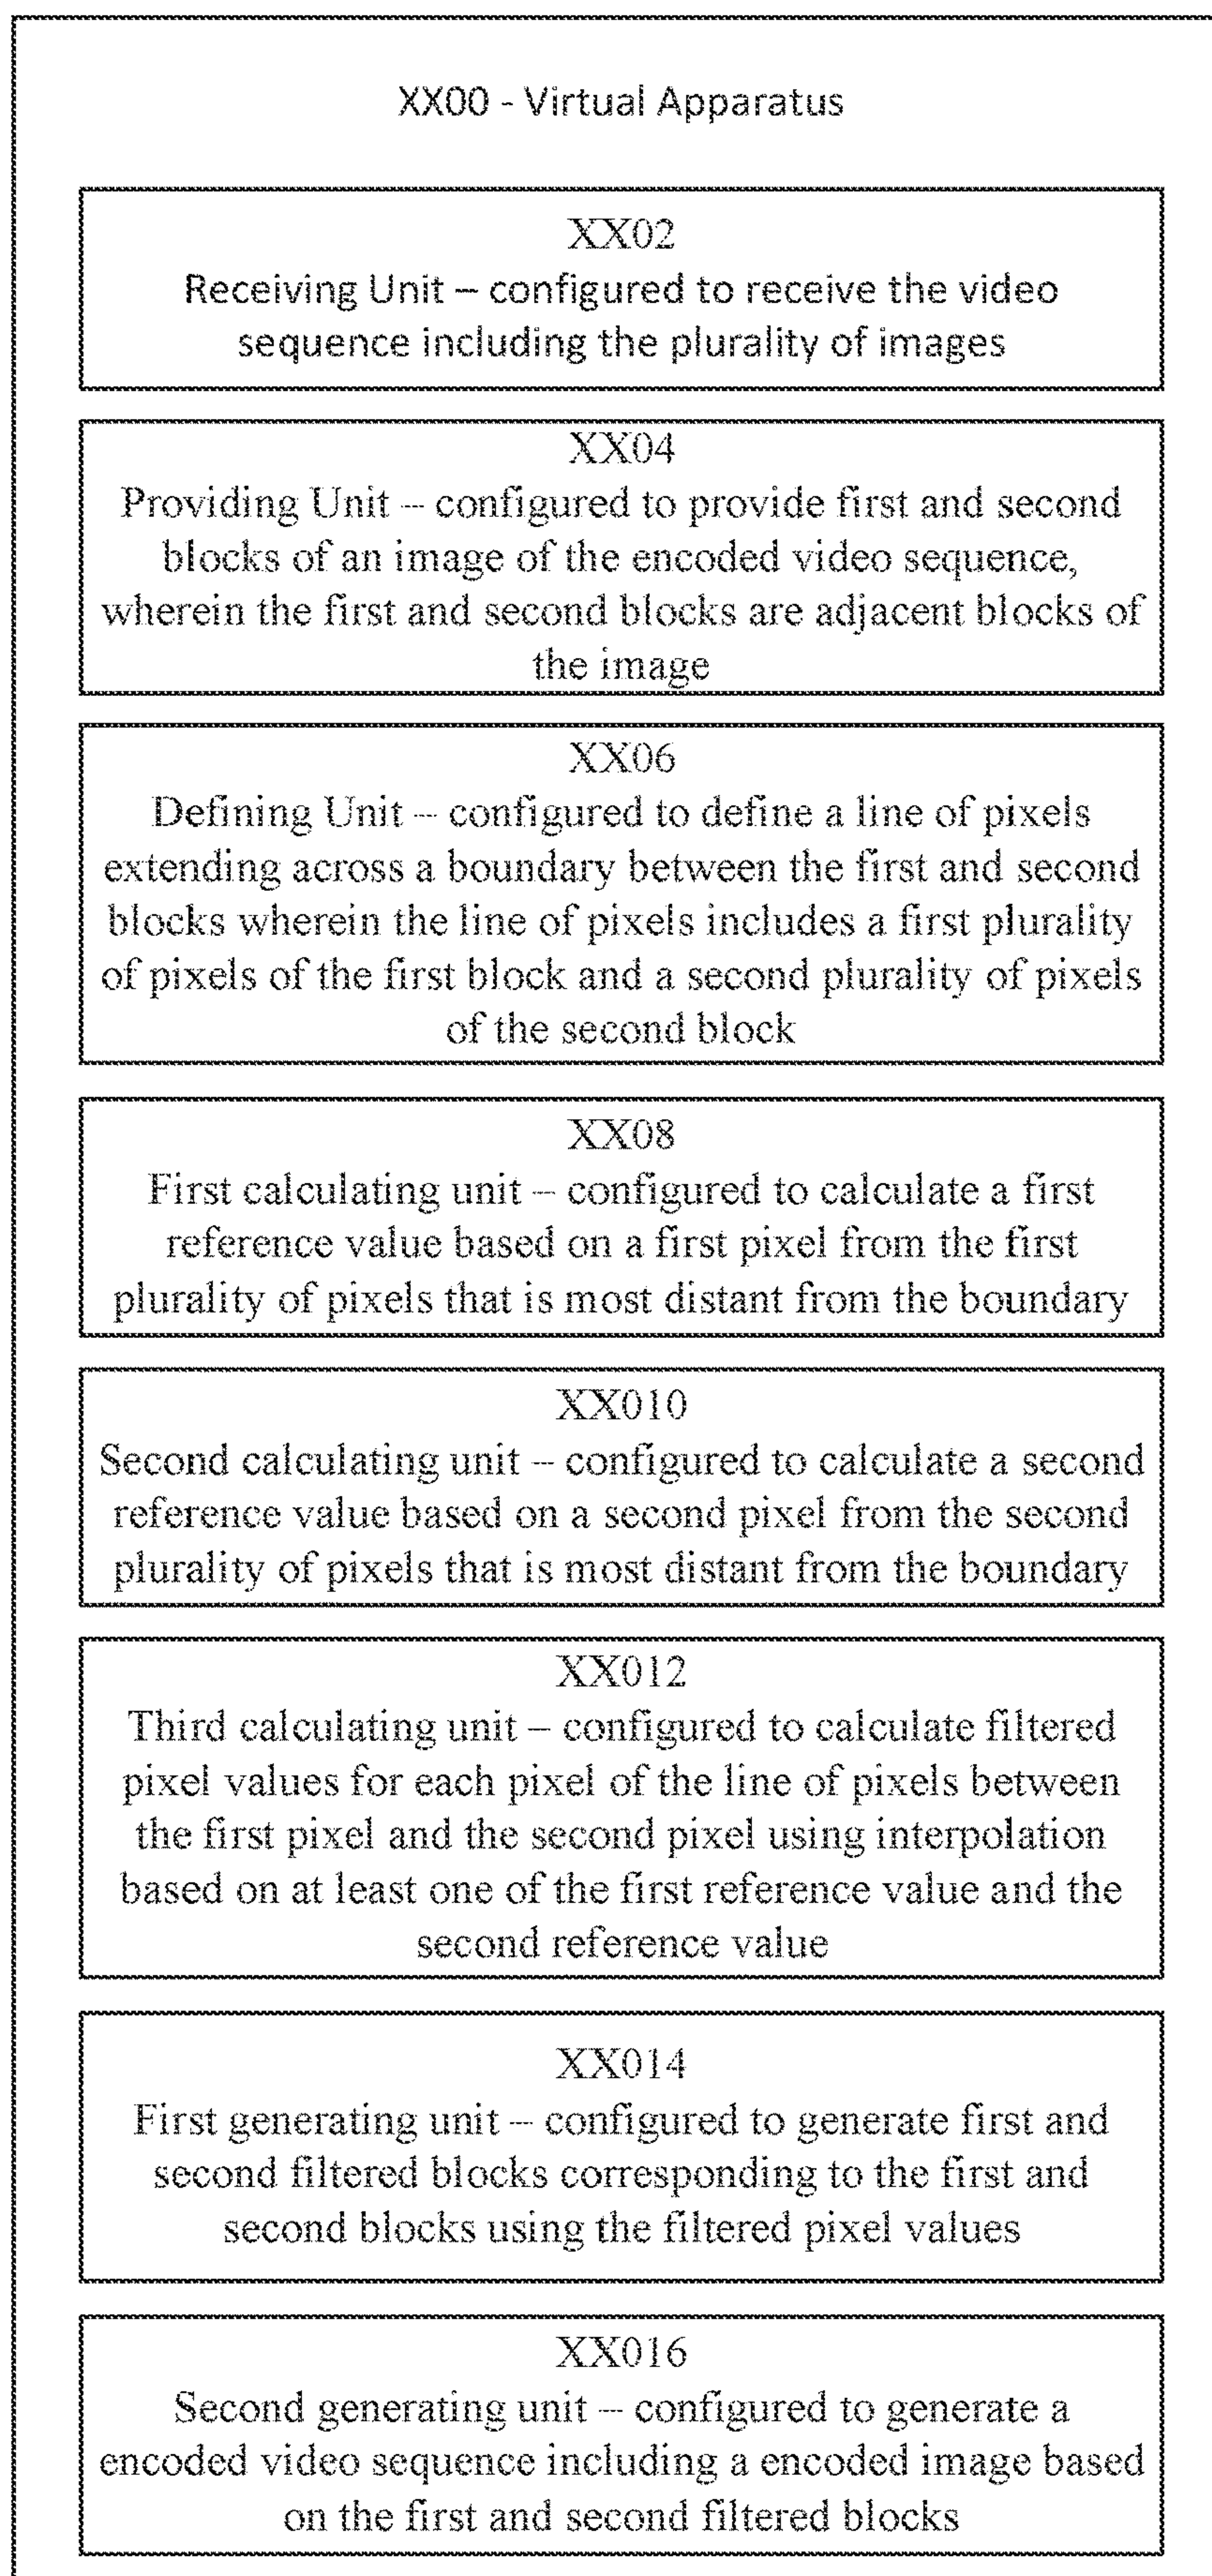 XX00 - Virtual Apparatus
XX02
Receiving Unit – configured to receive the video
sequence including the plurality of images
XX04
Providing Unit – configured to provide first and second
blocks of an image of the encoded video sequence,
wherein the first and second blocks are adjacent blocks of
the image
XX06
Defining Unit – configured to define a line of pixels
extending across a boundary between the first and second
blocks wherein the line of pixels includes a first plurality
of pixels of the first block and a second plurality of pixels
of the second block
XX08
First calculating unit – configured to calculate a first
reference value based on a first pixel from the first
plurality of pixels that is most distant from the boundary
XX010
Second calculating unit – configured to calculate a second
reference value based on a second pixel from the second
plurality of pixels that is most distant from the boundary
XX012
Third calculating unit – configured to calculate filtered
pixel values for each pixel of the line of pixels between
the first pixel and the second pixel using interpolation
based on at least one of the first reference value and the
second reference value
XX014
First generating unit – configured to generate first and
second filtered blocks corresponding to the first and
second blocks using the filtered pixel values
XX016
Second generating unit – configured to generate a
encoded video sequence including a encoded image based
on the first and second filtered blocks